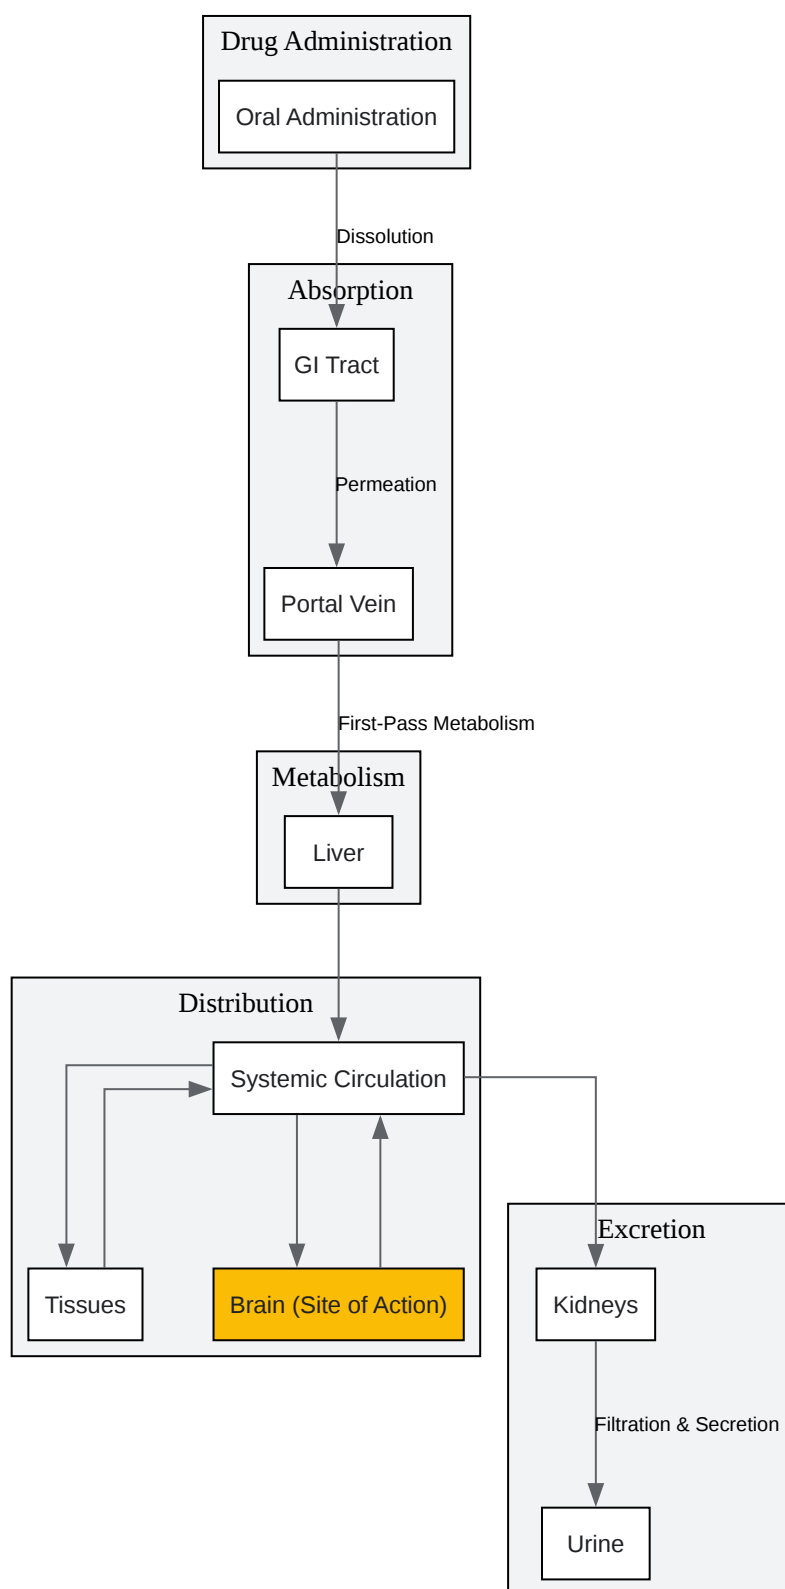 Drug Administration
Oral Administration
Dissolution
Absorption
GI Tract
Permeation
Portal Vein
First-Pass Metabolism
Metabolism
Liver
Distribution
Systemic Circulation
Excretion
Tissues
Brain (Site of Action)
Kidneys
Filtration & Secretion
Urine